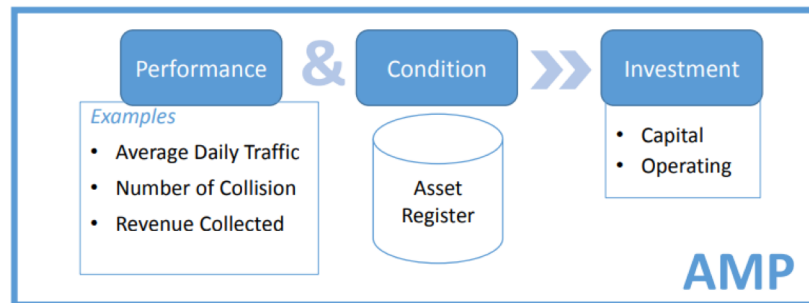 Performance & Condition Investment
Examples
• Average Daily Traffic
• Number of Collision
• Revenue Collected
Asset
Register
• Capital
• Operating
AMP